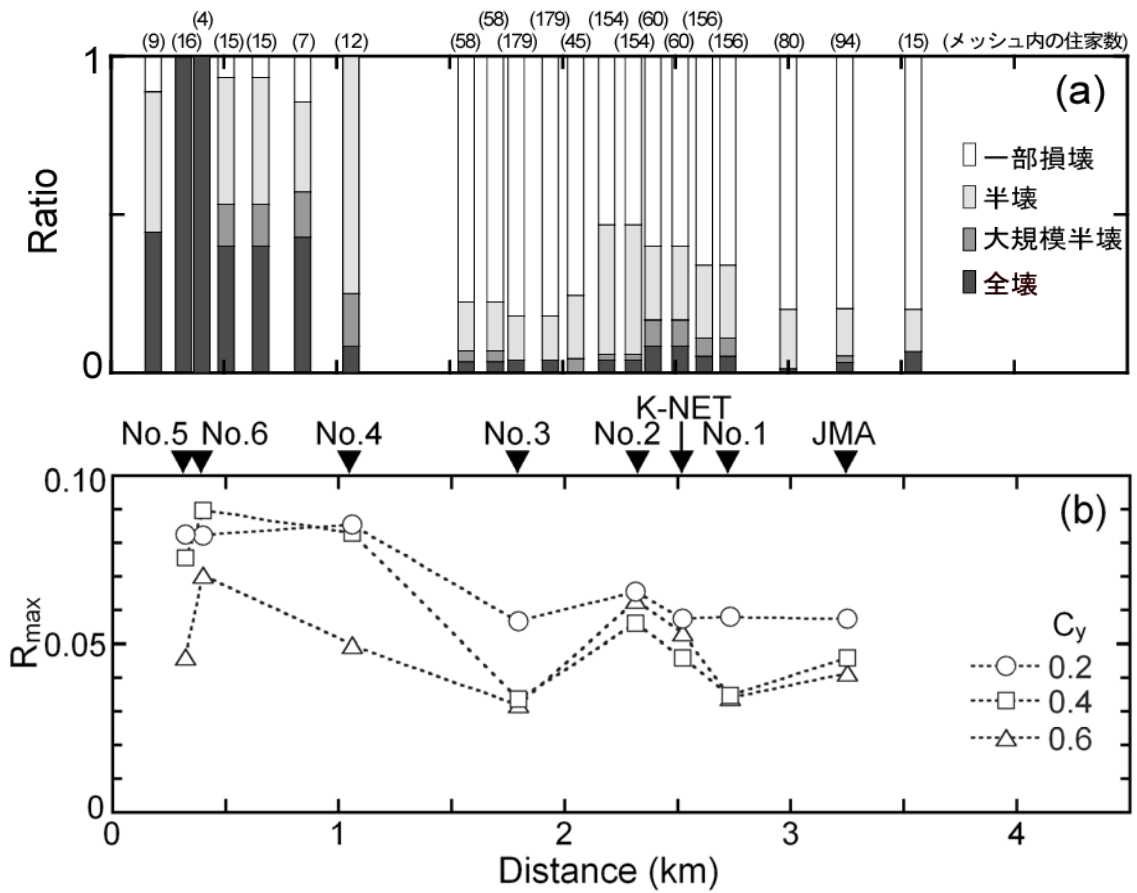 (4) (58) (179) (154) (60) (156)
(9) (16) (15) (15) (7) (12) (58) (179) (45) (154) (60) (156) (80) (94) (15) (メッシュ内の住家数)
1
(a)
一部損壊
半壊
大規模半壊
全壊
Ratio
0
K-NET
No.5 No.6 No.4 No.3 No.2 No.1 JMA
0.10
(b)
Rmax
0.05
Cy
0.2
0.4
0.6
0
0 1 2 3 4
Distance (km)